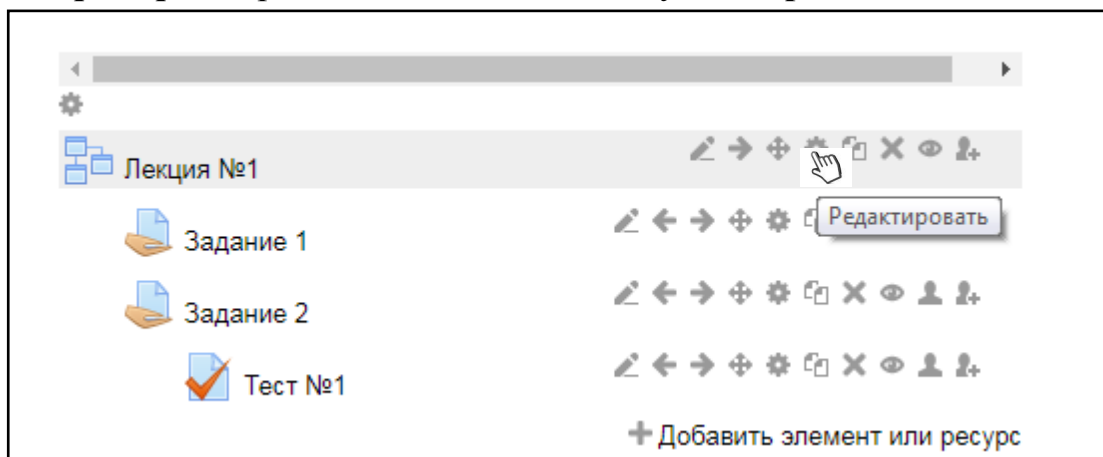 Лекция №1
Редактировать
Задание 1
Задание 2
Тест №1
Добавить элемент или ресурс